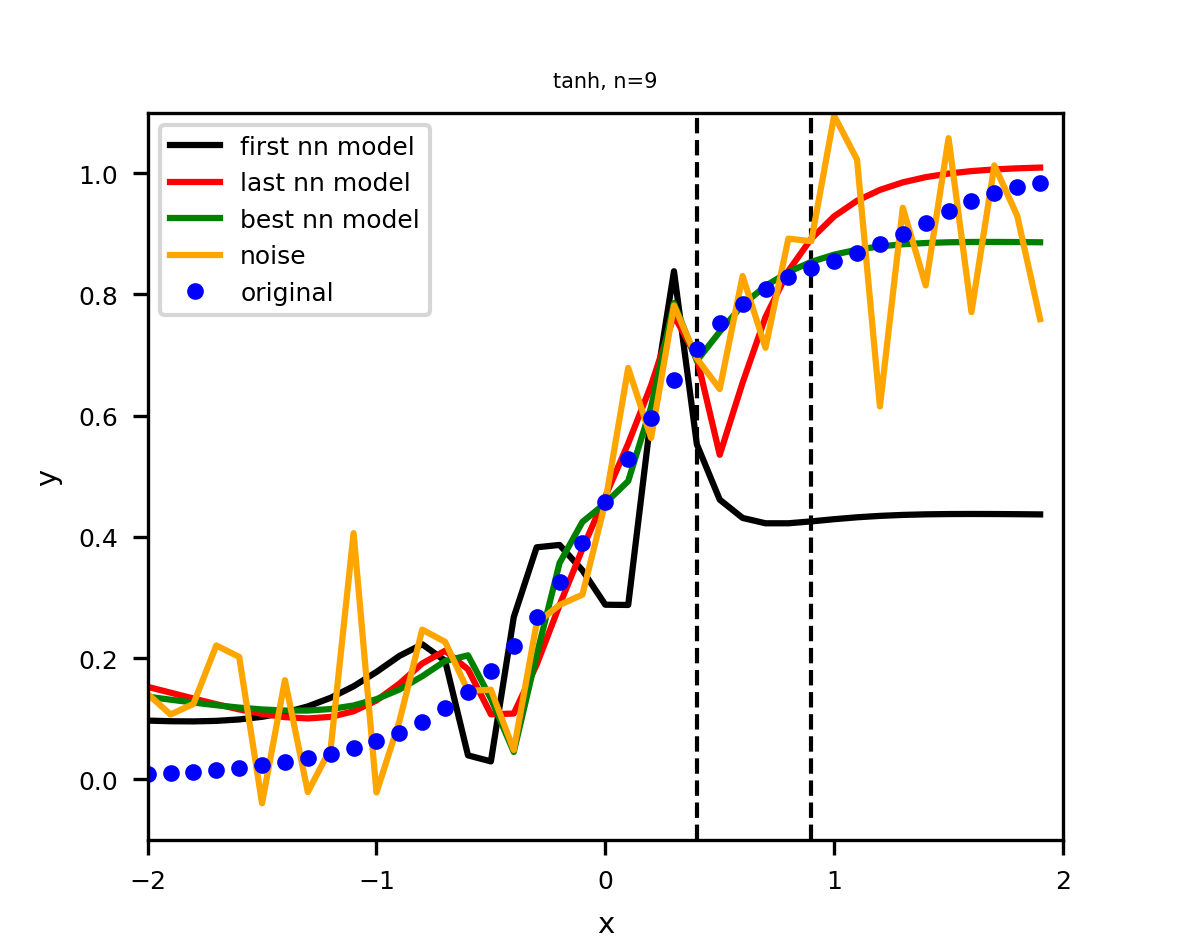 tanh, n=9
first nn model
last nn model
best nn model
noise
original
1.0
0.8
0.6
0.4
0.2
0.0
y
−2
−1
0
1
2
x